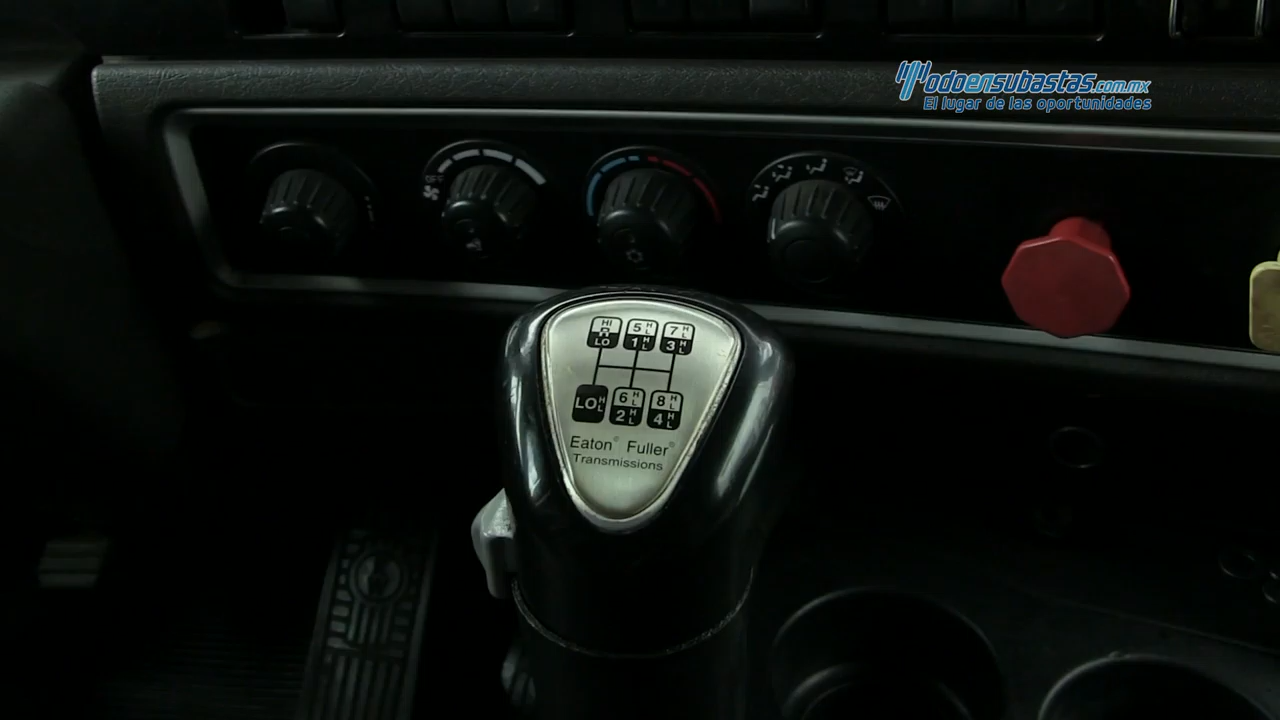 Todoensubastas.com.mx
El lugar de las oportunidades
OFF
HI
R
LO
5 H L
1 H L
7 H L
3 H L
LO H L
6 H L
2 H L
8 H L
4 H L
Eaton® Fuller®
Transmissions